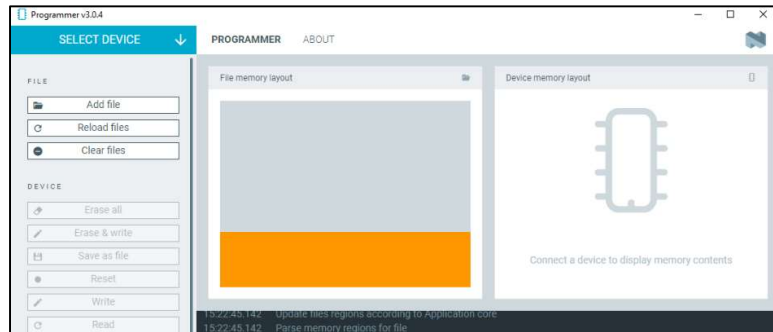 Programmer v3.0.4
SELECT DEVICE
PROGRAMMER ABOUT
FILE
Add file
Reload files
Clear files
DEVICE
Erase all
Erase & write
Save as file
Reset
Write
Read
File memory layout
Device memory layout
Connect a device to display memory contents
15:22:45.142 Update files regions according to Application core
15:22:45.142 Parse memory regions for file